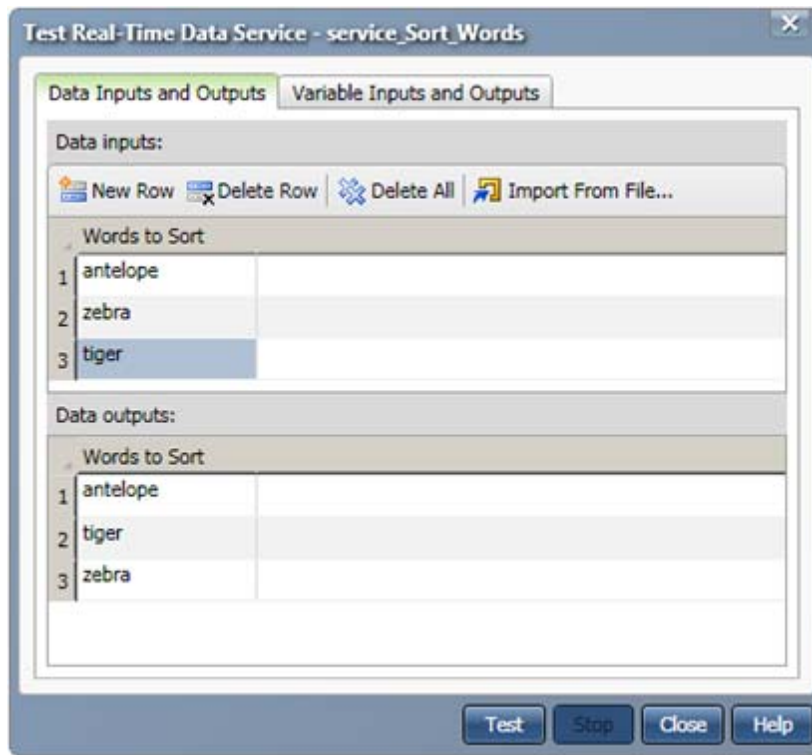 Test Real-Time Data Service - service_Sort_Words
Data Inputs and Outputs Variable Inputs and Outputs
Data inputs:
New Row Delete Row Delete All Import From File...
Words to Sort
1 antelope
2 zebra
3 tiger
Data outputs:
Words to Sort
1 antelope
2 tiger
3 zebra
Test Stop Close Help